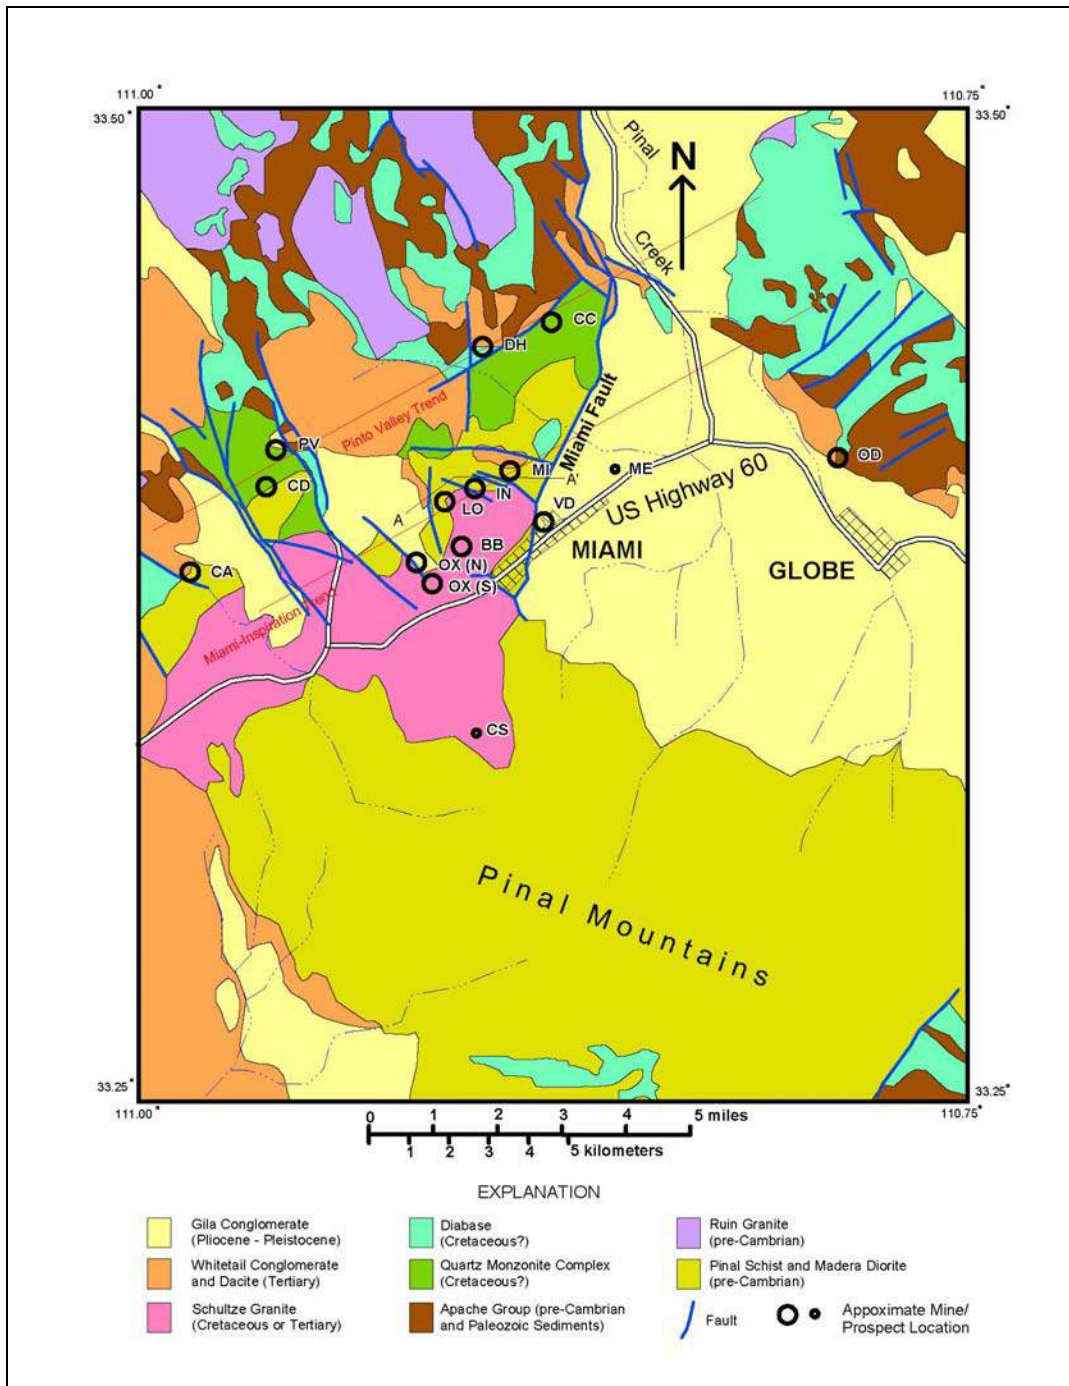 111.00°
110.75°
33.50°
33.50°
Pinal
N
Creek
CC
DH
Miami Fault
Pinto Valley Trend
PV
OD
MI
ME
A'
US Highway 60
CD
IN
LO
VD
A
BB
MIAMI
OX (N)
GLOBE
CA
OX (S)
Miami-Inspiration Trend
CS
Pinal Mountains
33.25°
33.25°
111.00°
110.75°
0 1 2 3 4 5 miles
1 2 3 4 5 kilometers
EXPLANATION
Gila Conglomerate
(Pliocene - Pleistocene)
Whitetail Conglomerate
and Dacite (Tertiary)
Schultze Granite
(Cretaceous or Tertiary)
Diabase
(Cretaceous?)
Quartz Monzonite Complex
(Cretaceous?)
Apache Group (pre-Cambrian
and Paleozoic Sediments)
Ruin Granite
(pre-Cambrian)
Pinal Schist and Madera Diorite
(pre-Cambrian)
Fault
Appoximate Mine/
Prospect Location